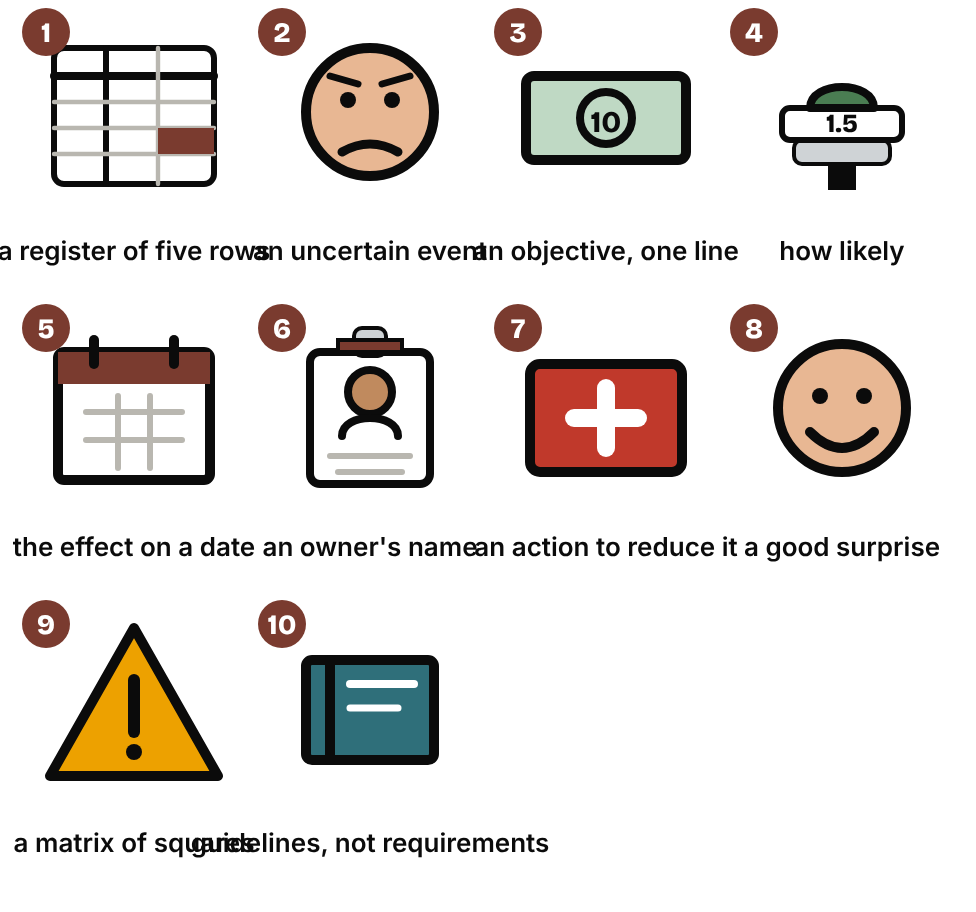 1
2
3
10
4
1.5
a register of five rows
an uncertain event
an objective, one line
how likely
5
6
7
8
the effect on a date
an owner's name
an action to reduce it
a good surprise
9
10
a matrix of squares
guidelines, not requirements